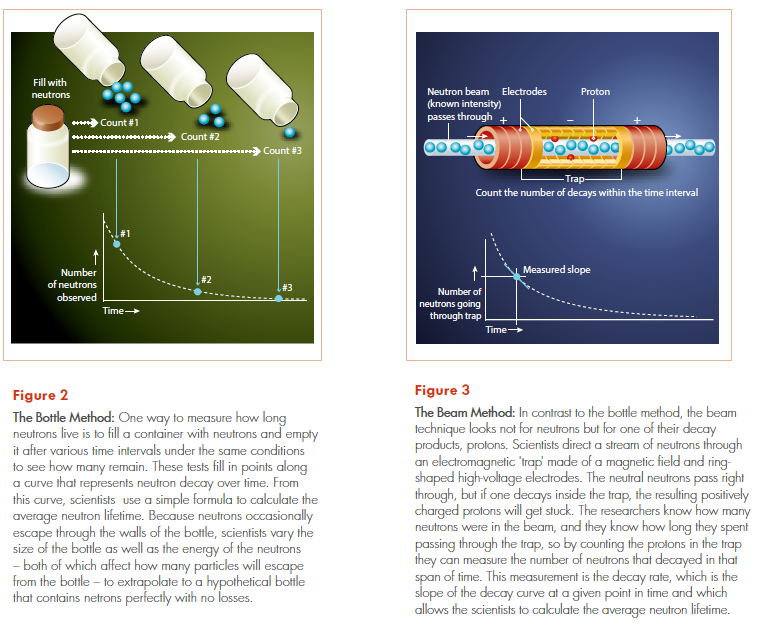 Fill with
neutrons
Count #1
Count #2
Count #3
#1
#2
#3
Number
of neutrons
observed
Time
Figure 2
The Bottle Method: One way to measure how long
neutrons live is to fill a container with neutrons and empty
it after various time intervals under the same conditions
to see how many remain. These tests fill in points along
a curve that represents neutron decay over time. From
this curve, scientists use a simple formula to calculate the
average neutron lifetime. Because neutrons occasionally
escape through the walls of the bottle, scientists vary the
size of the bottle as well as the energy of the neutrons
– both of which affect how many particles will escape
from the bottle – to extrapolate to a hypothetical bottle
that contains netrons perfectly with no losses.
Neutron beam
(known intensity)
passes through
Electrodes
Proton
+
–
+
Trap
Count the number of decays within the time interval
Measured slope
Number of
neutrons going
through trap
Time
Figure 3
The Beam Method: In contrast to the bottle method, the beam
technique looks not for neutrons but for one of their decay
products, protons. Scientists direct a stream of neutrons through
an electromagnetic 'trap' made of a magnetic field and ring-
shaped high-voltage electrodes. The neutral neutrons pass right
through, but if one decays inside the trap, the resulting positively
charged protons will get stuck. The researchers know how many
neutrons were in the beam, and they know how long they spent
passing through the trap, so by counting the protons in the trap
they can measure the number of neutrons that decayed in that
span of time. This measurement is the decay rate, which is the
slope of the decay curve at a given point in time and which
allows the scientists to calculate the average neutron lifetime.